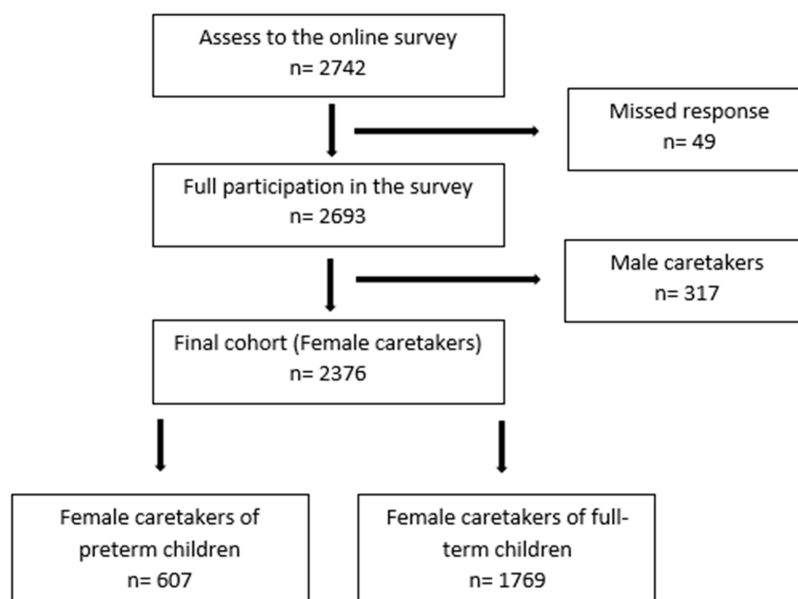 Assess to the online survey
n= 2742
Missed response
n= 49
Full participation in the survey
n= 2693
Male caretakers
n= 317
Final cohort (Female caretakers)
n= 2376
Female caretakers of
preterm children
n= 607
Female caretakers of full-
term children
n= 1769